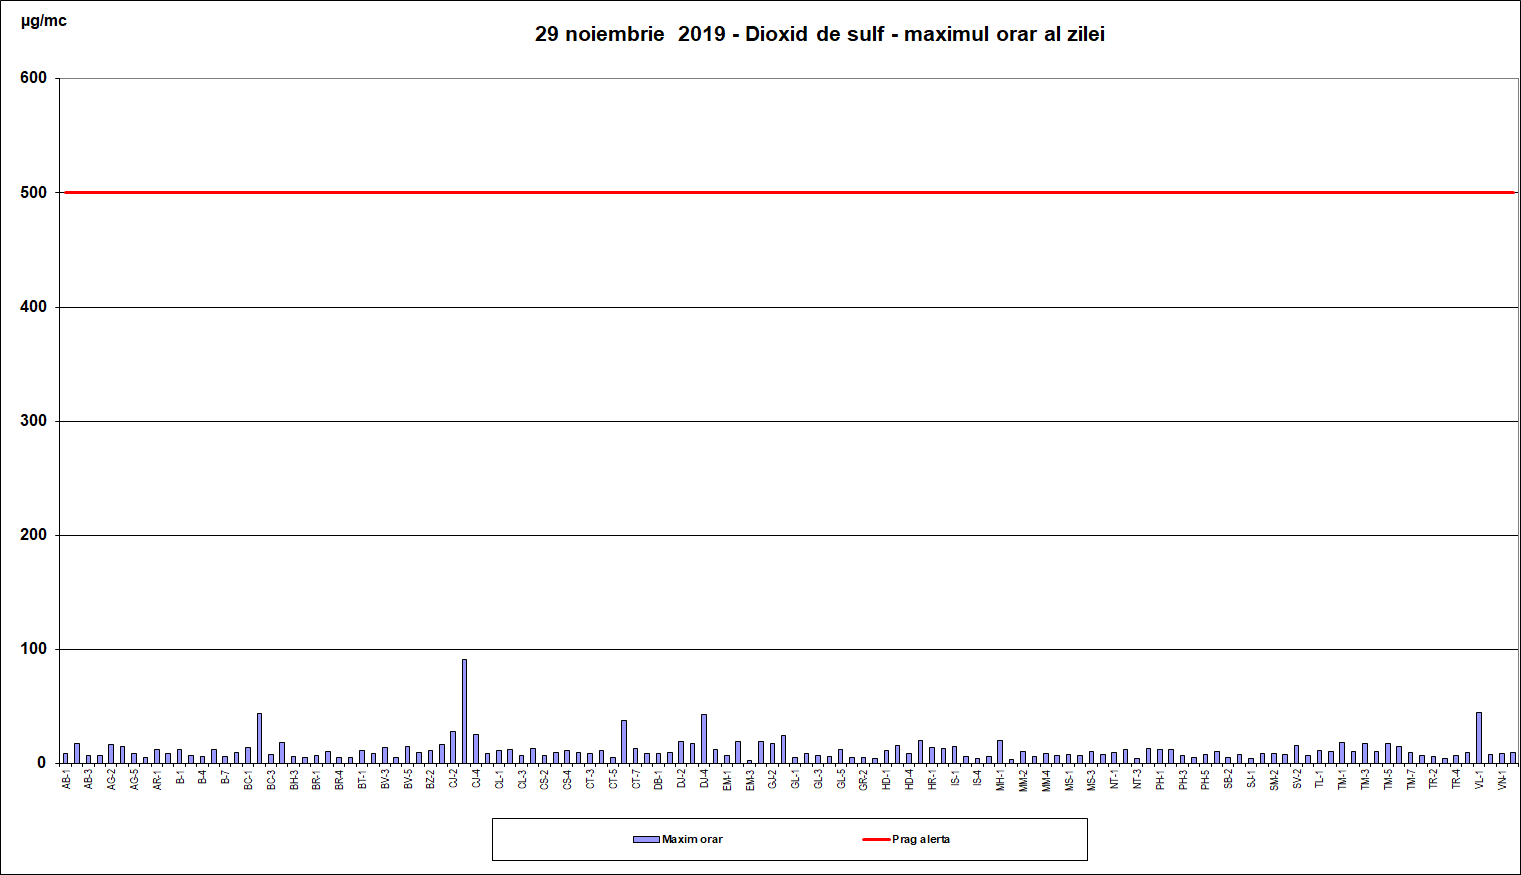 µg/mc
29 noiembrie  2019 - Dioxid de sulf - maximul orar al zilei
600
500
400
300
200
100
0
AB-1
AB-3
AG-2
AG-5
AR-1
B-1
B-4
B-7
BC-1
BC-3
BH-3
BR-1
BR-4
BT-1
BV-3
BV-5
BZ-2
CJ-2
CJ-4
CL-1
CL-3
CS-2
CS-4
CT-3
CT-5
CT-7
DB-1
DJ-2
DJ-4
EM-1
EM-3
GJ-2
GL-1
GL-3
GL-5
GR-2
HD-1
HD-4
HR-1
IS-1
IS-4
MH-1
MM-2
MM-4
MS-1
MS-3
NT-1
NT-3
PH-1
PH-3
PH-5
SB-2
SJ-1
SM-2
SV-2
TL-1
TM-1
TM-3
TM-5
TM-7
TR-2
TR-4
VL-1
VN-1
Maxim orar
Prag alerta